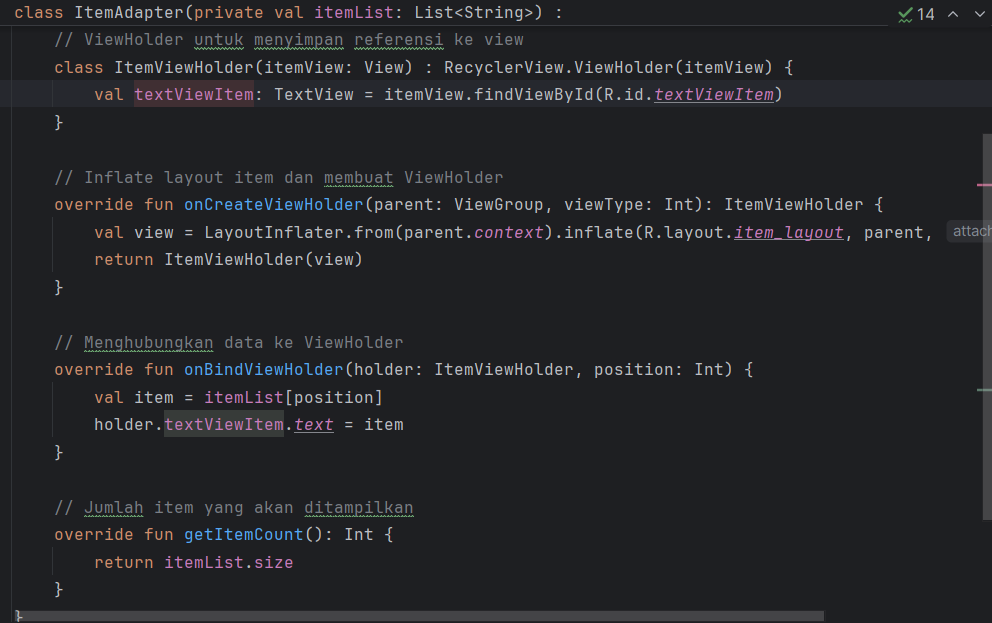 class ItemAdapter(private val itemList: List<String>) :
14
// ViewHolder untuk menyimpan referensi ke view
class ItemViewHolder(itemView: View) : RecyclerView.ViewHolder(itemView) {
val textViewItem: TextView = itemView.findViewById(R.id.textViewItem)
}
// Inflate layout item dan membuat ViewHolder
override fun onCreateViewHolder(parent: ViewGroup, viewType: Int): ItemViewHolder {
val view = LayoutInflater.from(parent.context).inflate(R.layout.item_layout, parent, attach
return ItemViewHolder(view)
}
// Menghubungkan data ke ViewHolder
override fun onBindViewHolder(holder: ItemViewHolder, position: Int) {
val item = itemList[position]
holder.textViewItem.text = item
}
// Jumlah item yang akan ditampilkan
override fun getItemCount(): Int {
return itemList.size
}
}